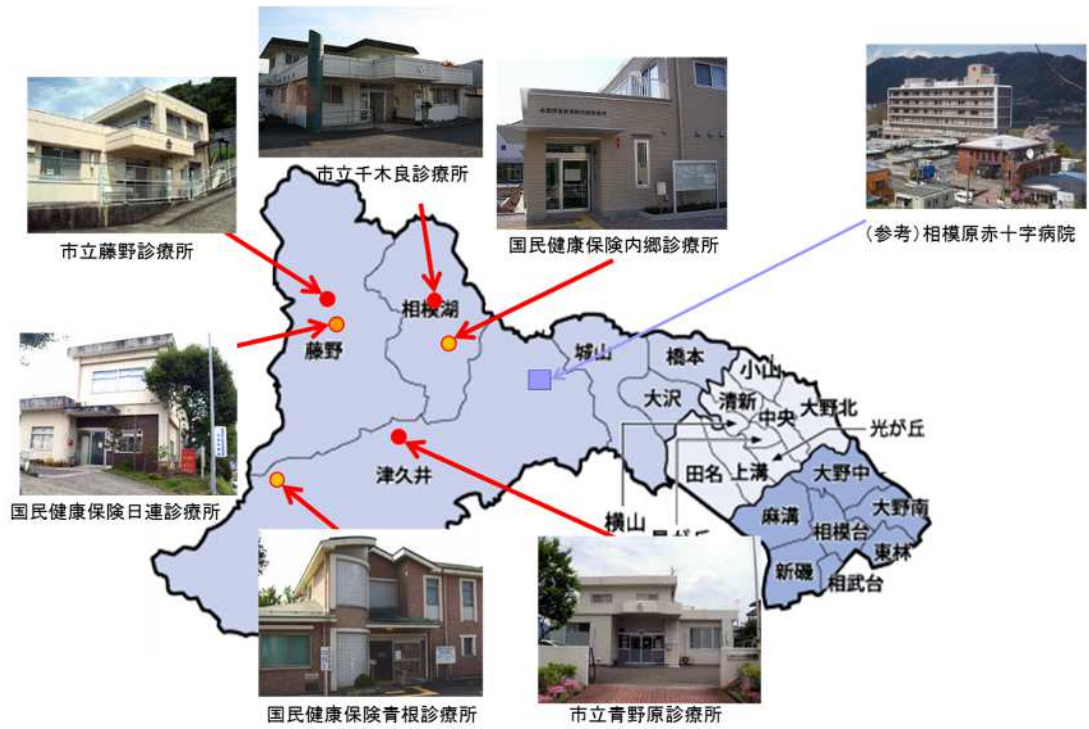 市立千木良診療所
市立藤野診療所
国民健康保険内郷診療所
(参考)相模原赤十字病院
相模湖
藤野
城山
橋本
小山
大沢
清新
中央
大野北
光が丘
津久井
田名
上溝
大野中
横山
麻溝
大野南
相模台
東林
新磯
相武台
国民健康保険日連診療所
国民健康保険青根診療所
市立青野原診療所